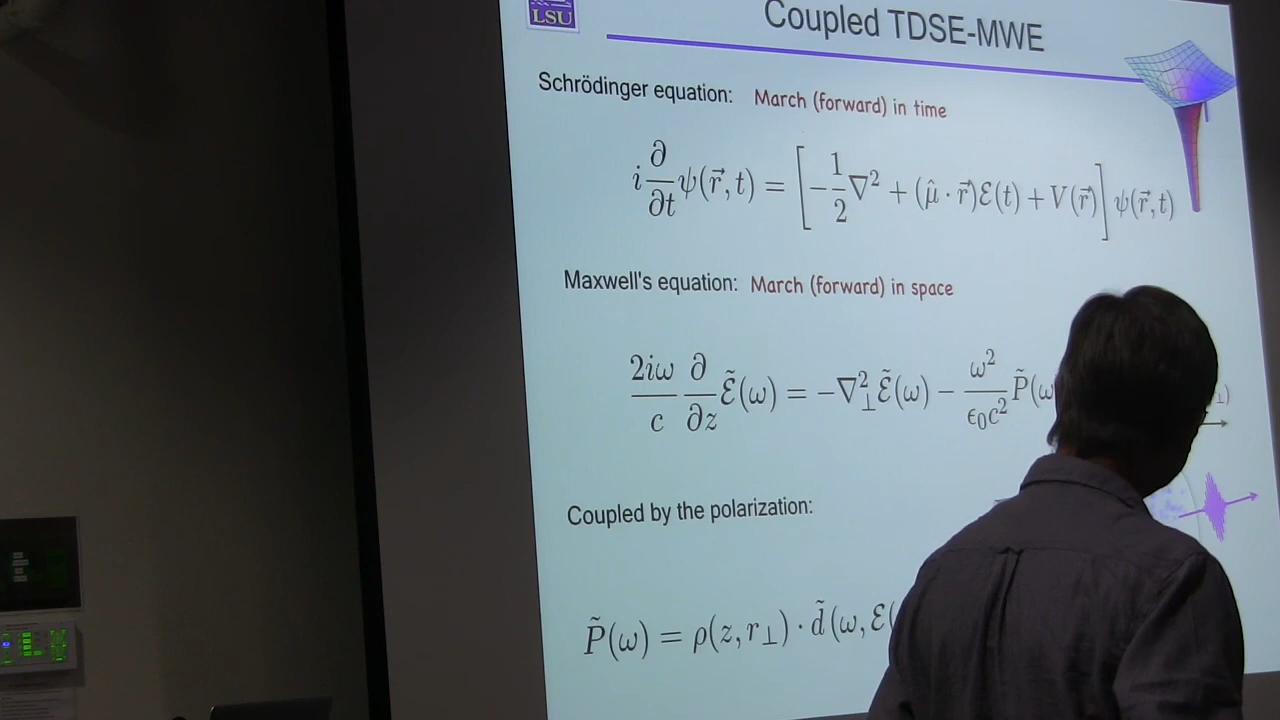 LSU
Coupled TDSE-MWE
Schrödinger equation: March (forward) in time
i ∂/∂t ψ(r⃗, t) = [ -1/2 ∇² + (μ̂ · r⃗)ℰ(t) + V(r⃗) ] ψ(r⃗, t)
Maxwell's equation: March (forward) in space
2iω/c ∂/∂z ℰ̃(ω) = -∇²⊥ ℰ̃(ω) - ω²/ϵ₀c² P̃(ω
Coupled by the polarization:
P̃(ω) = ρ(z, r⊥) · d̃(ω, ℰ(